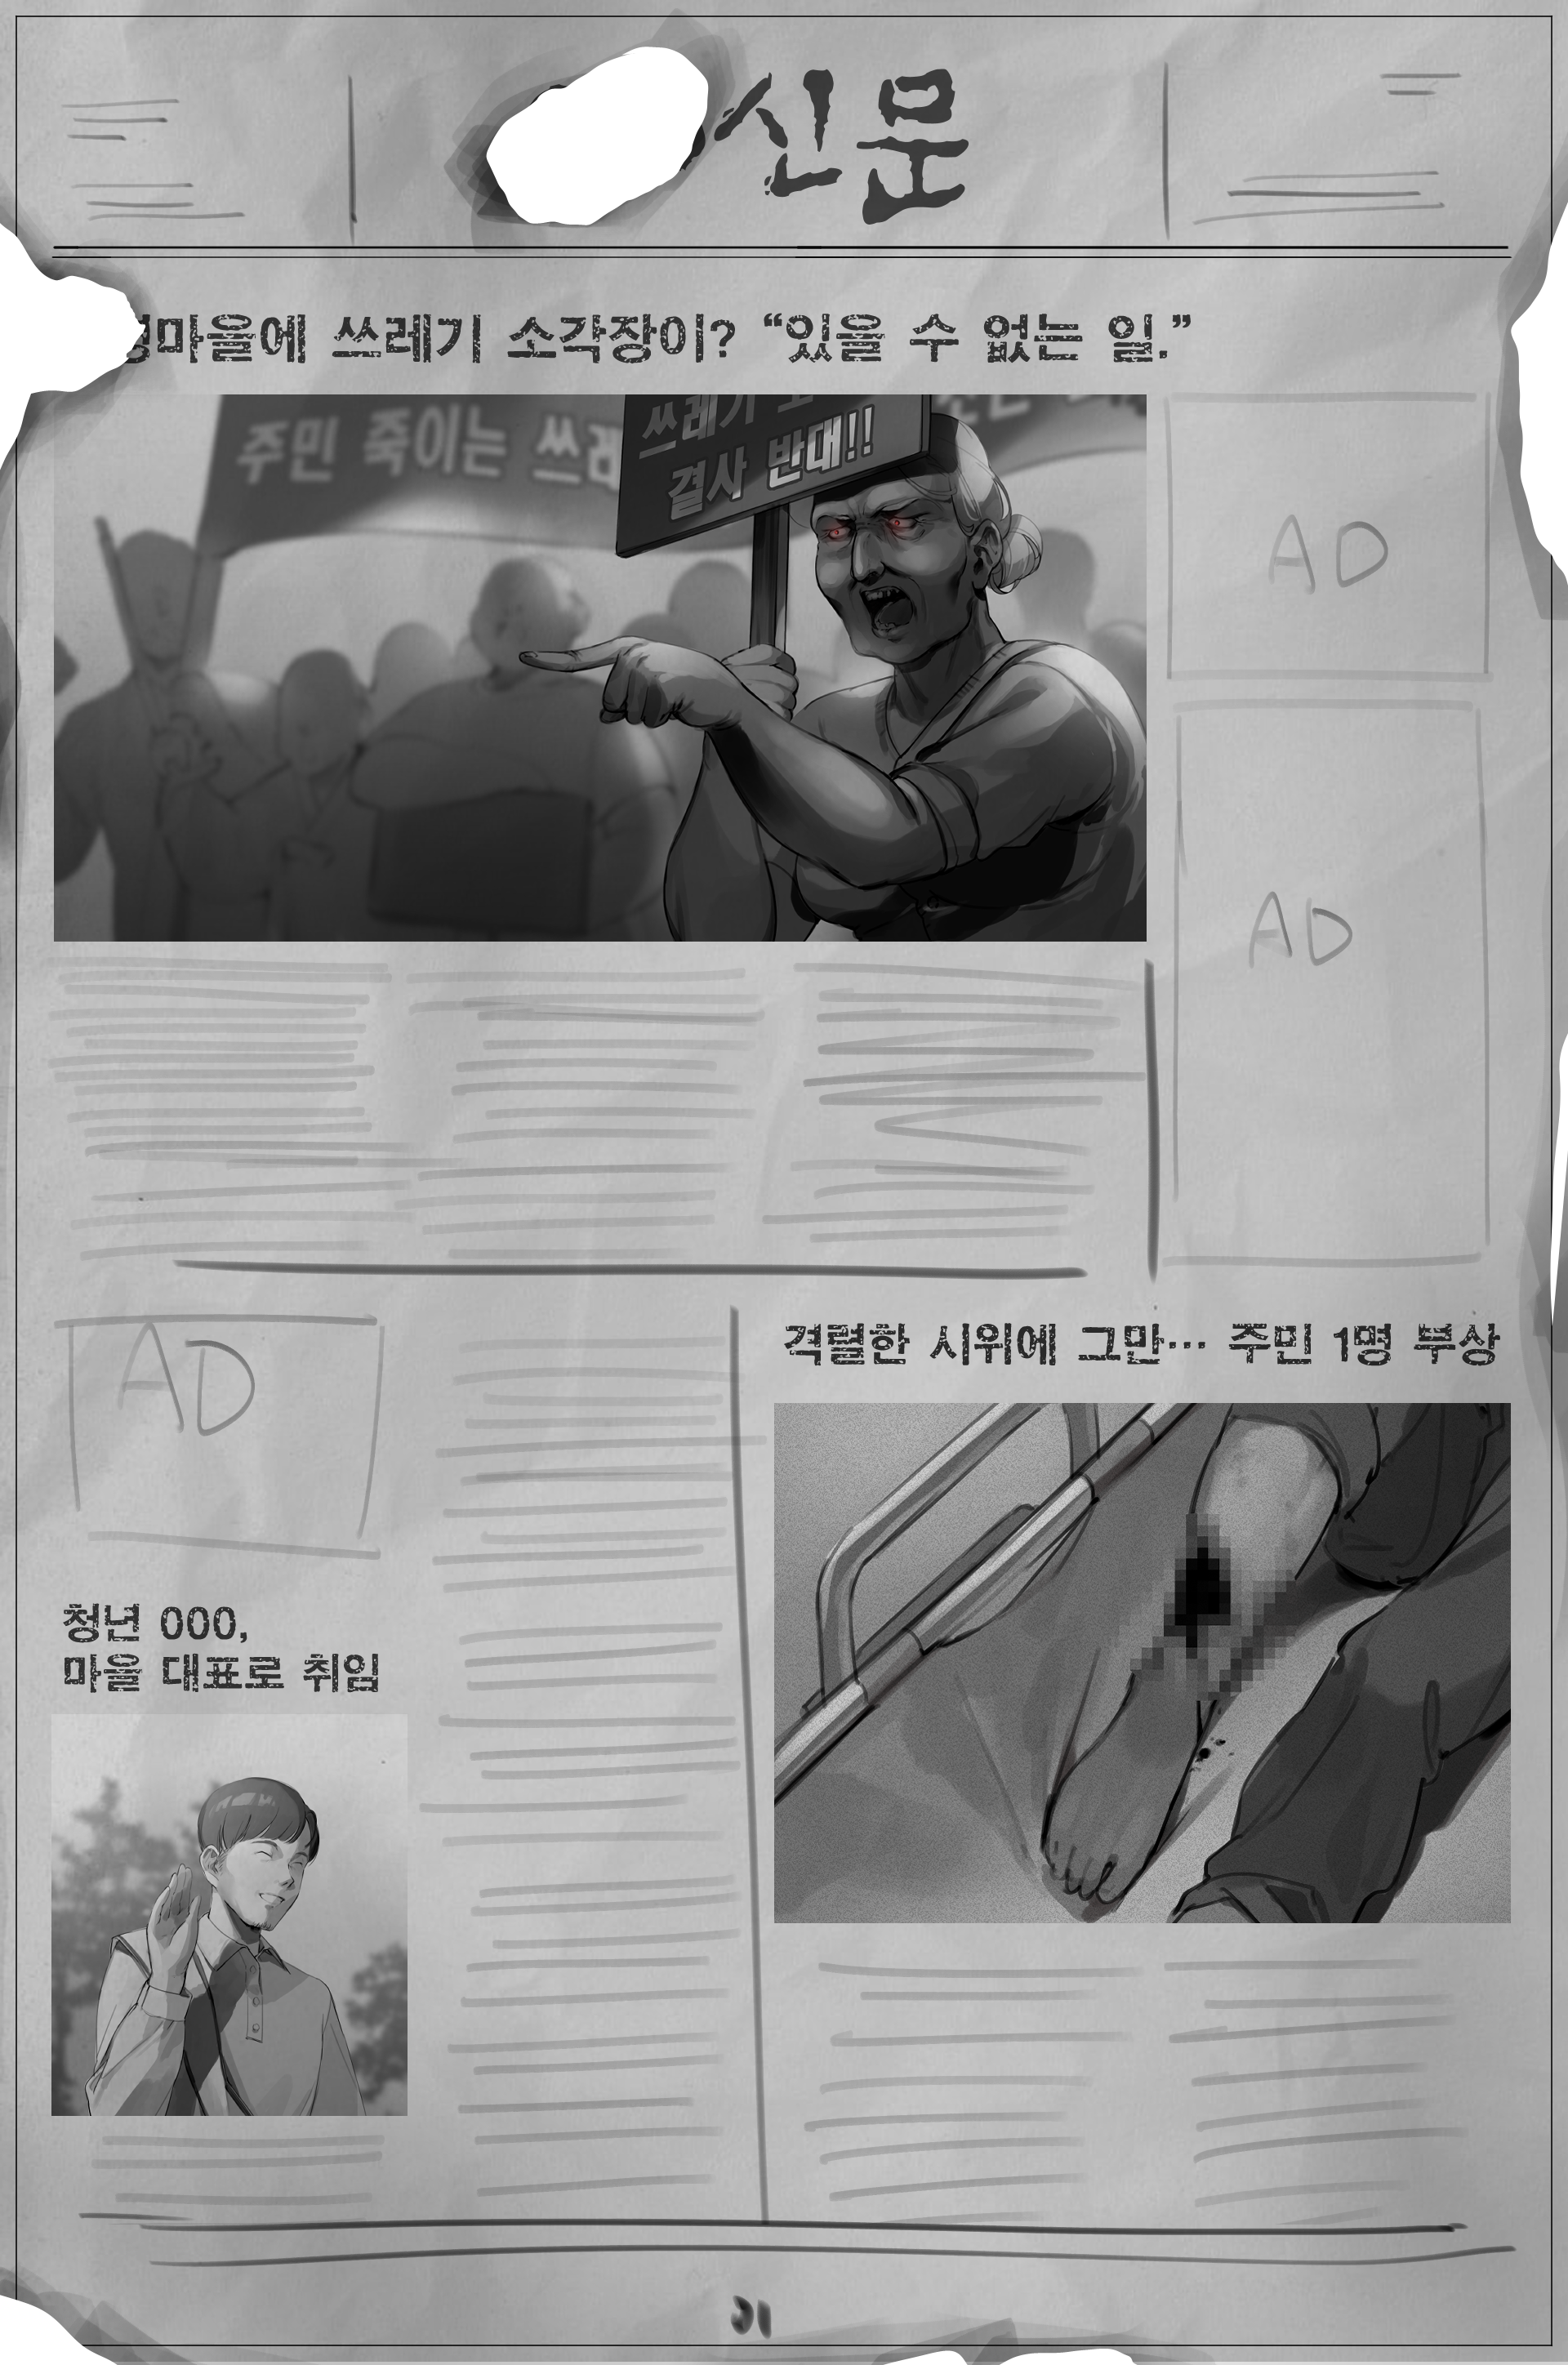 신문
마을에 쓰레기 소각장이? “있을 수 없는 일.”
주민 죽이는
쓰레기
결사 반대!!
AD
AD
격렬한 시위에 그만… 주민 1명 부상
AD
청년 000,
마을 대표로 취임